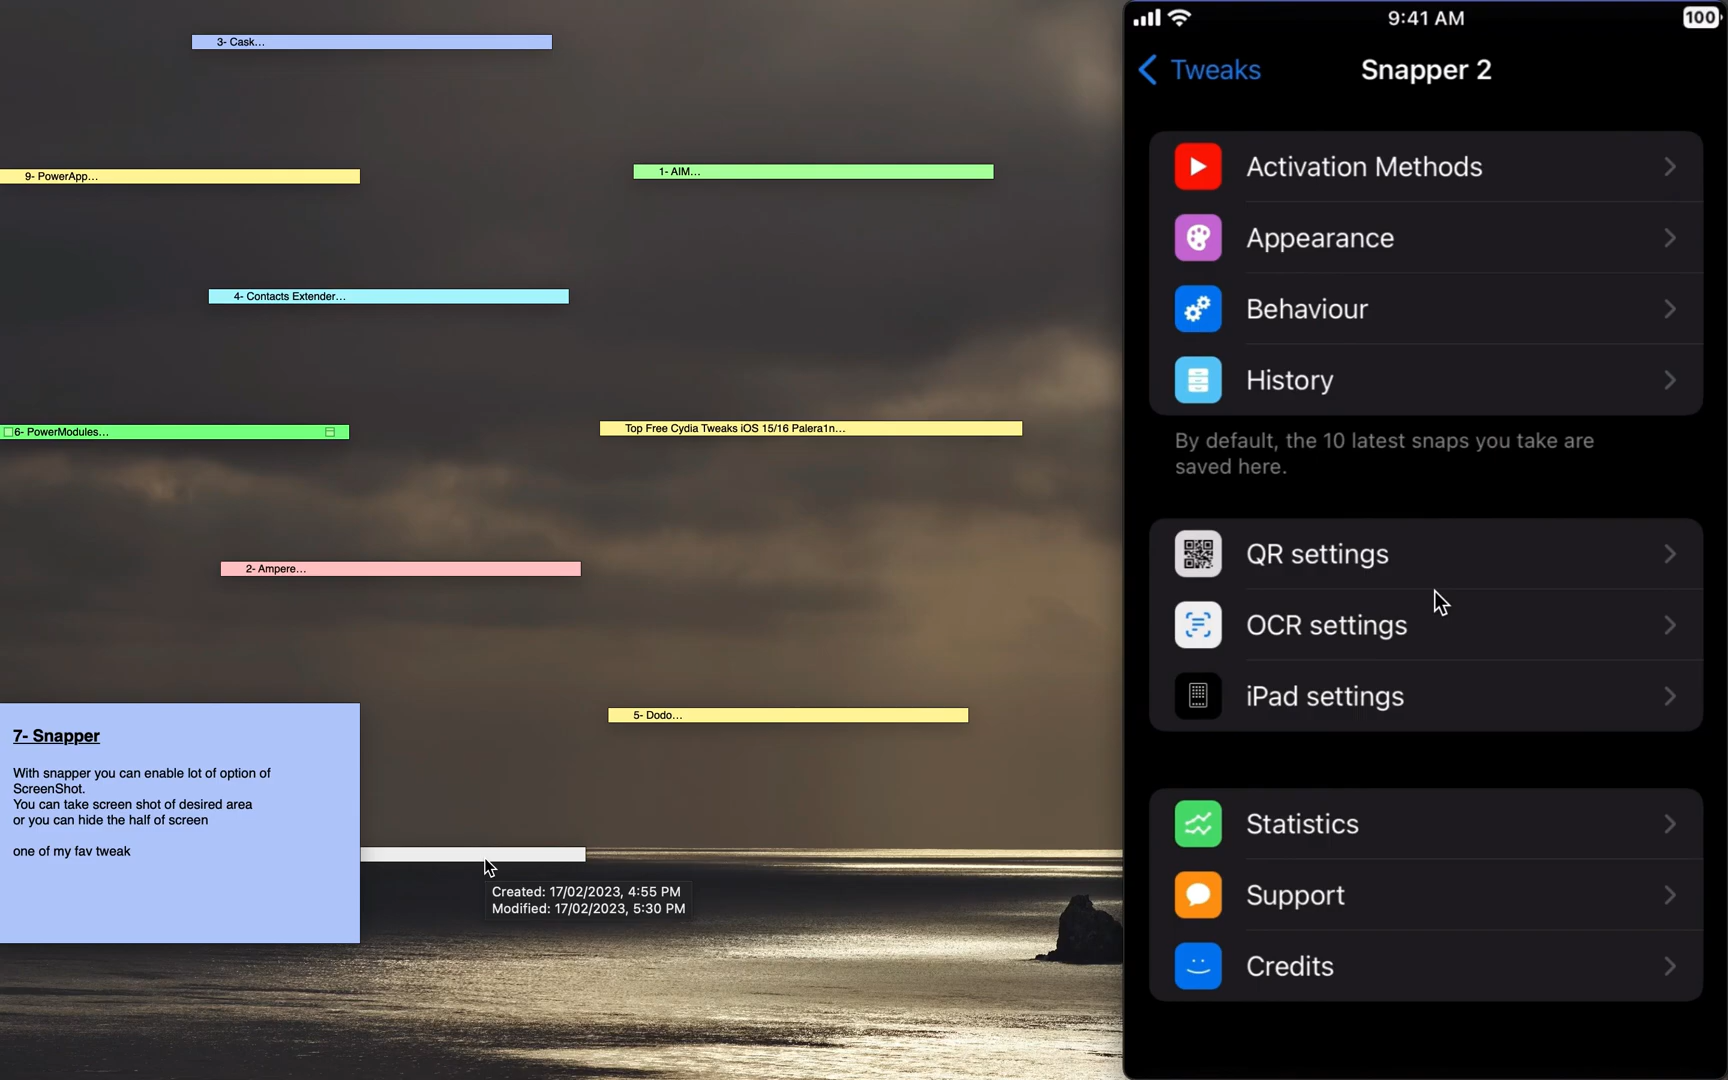 3- Cask...
9- PowerApp...
1- AIM...
4- Contacts Extender...
6- PowerModules...
Top Free Cydia Tweaks iOS 15/16 Palera1n...
2- Ampere...
5- Dodo...
7- Snapper
With snapper you can enable lot of option of
ScreenShot.
You can take screen shot of desired area
or you can hide the half of screen
one of my fav tweak
Created: 17/02/2023, 4:55 PM
Modified: 17/02/2023, 5:30 PM
9:41 AM
100
Tweaks
Snapper 2
Activation Methods
Appearance
Behaviour
History
By default, the 10 latest snaps you take are
saved here.
QR settings
OCR settings
iPad settings
Statistics
Support
Credits